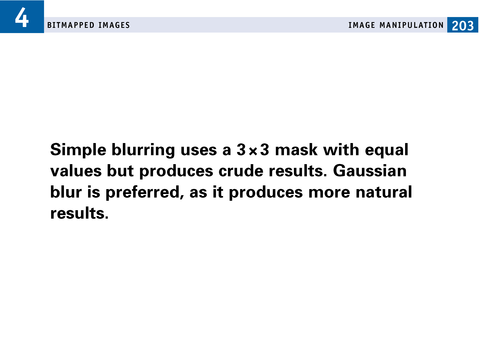 4 BITMAPPED IMAGES IMAGE MANIPULATION 203
Simple blurring uses a 3×3 mask with equal
values but produces crude results. Gaussian
blur is preferred, as it produces more natural
results.